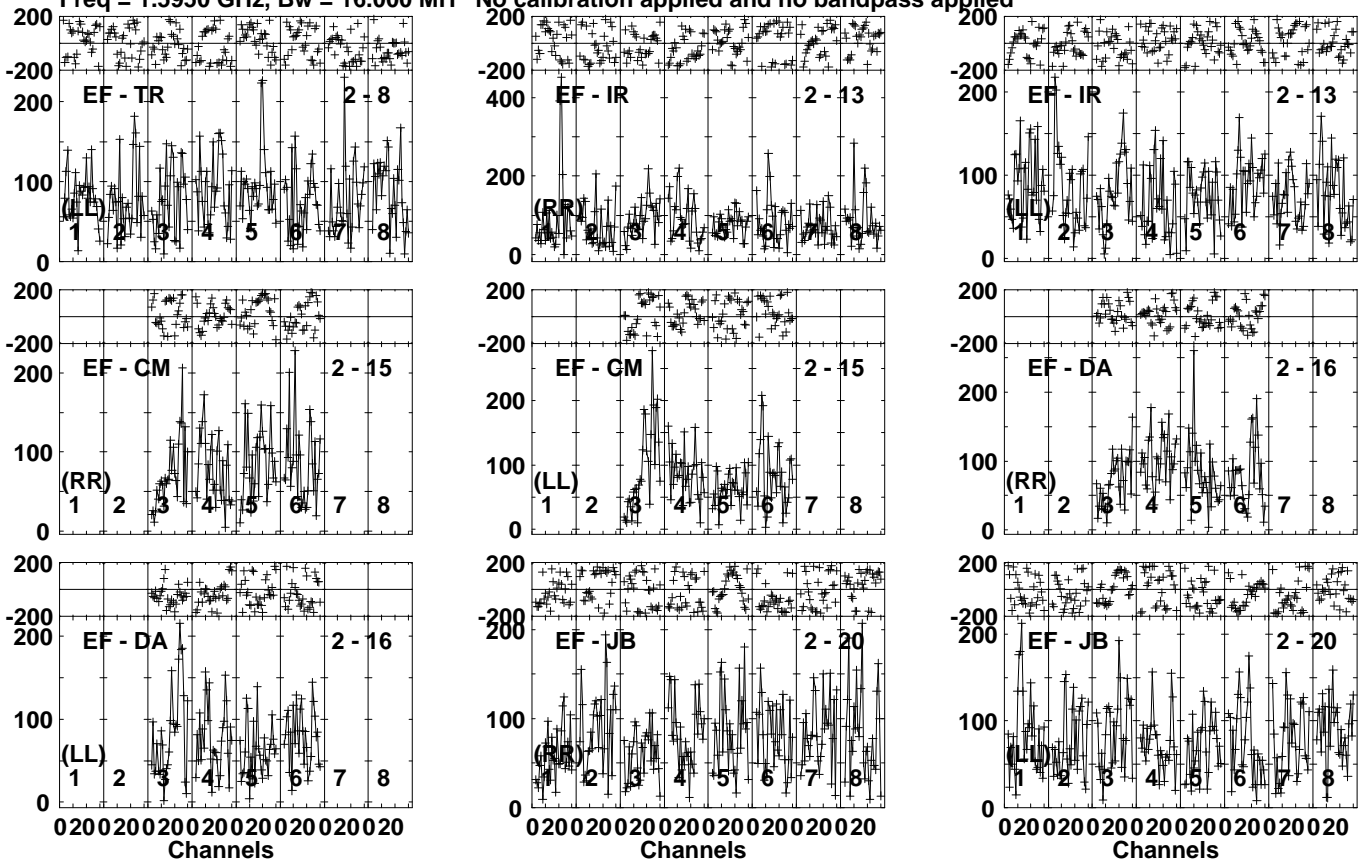 Freq = 1.5950 GHz, Bw = 16.000 MH No calibration applied and no bandpass applied
200 200 200
-200 -200 -200
EF - TR 2 - 8 EF - IR 2 - 13 EF - IR 2 - 13
200 400 200
100 200 100
(LL) (RR) (LL)
1 2 3 4 5 6 7 8 1 2 3 4 5 6 7 8 1 2 3 4 5 6 7 8
0 0 0
200 200 200
-200 -200 -200
EF - CM 2 - 15 EF - CM 2 - 15 EF - DA 2 - 16
200 200 200
100 100 100
(RR) (LL) (RR)
1 2 3 4 5 6 7 8 1 2 3 4 5 6 7 8 1 2 3 4 5 6 7 8
0 0 0
200 200 200
-200 -200 -200
EF - DA 2 - 16 EF - JB 2 - 20 EF - JB 2 - 20
200 200 200
100 100 100
(LL) (RR) (LL)
1 2 3 4 5 6 7 8 1 2 3 4 5 6 7 8 1 2 3 4 5 6 7 8
0 0 0
0 20 0 20 0 20 0 20 0 20 0 20 0 20 0 20 0 20 0 20 0 20 0 20 0 20 0 20 0 20 0 20 0 20 0 20 0 20 0 20 0 20 0 20 0 20 0 20
Channels Channels Channels